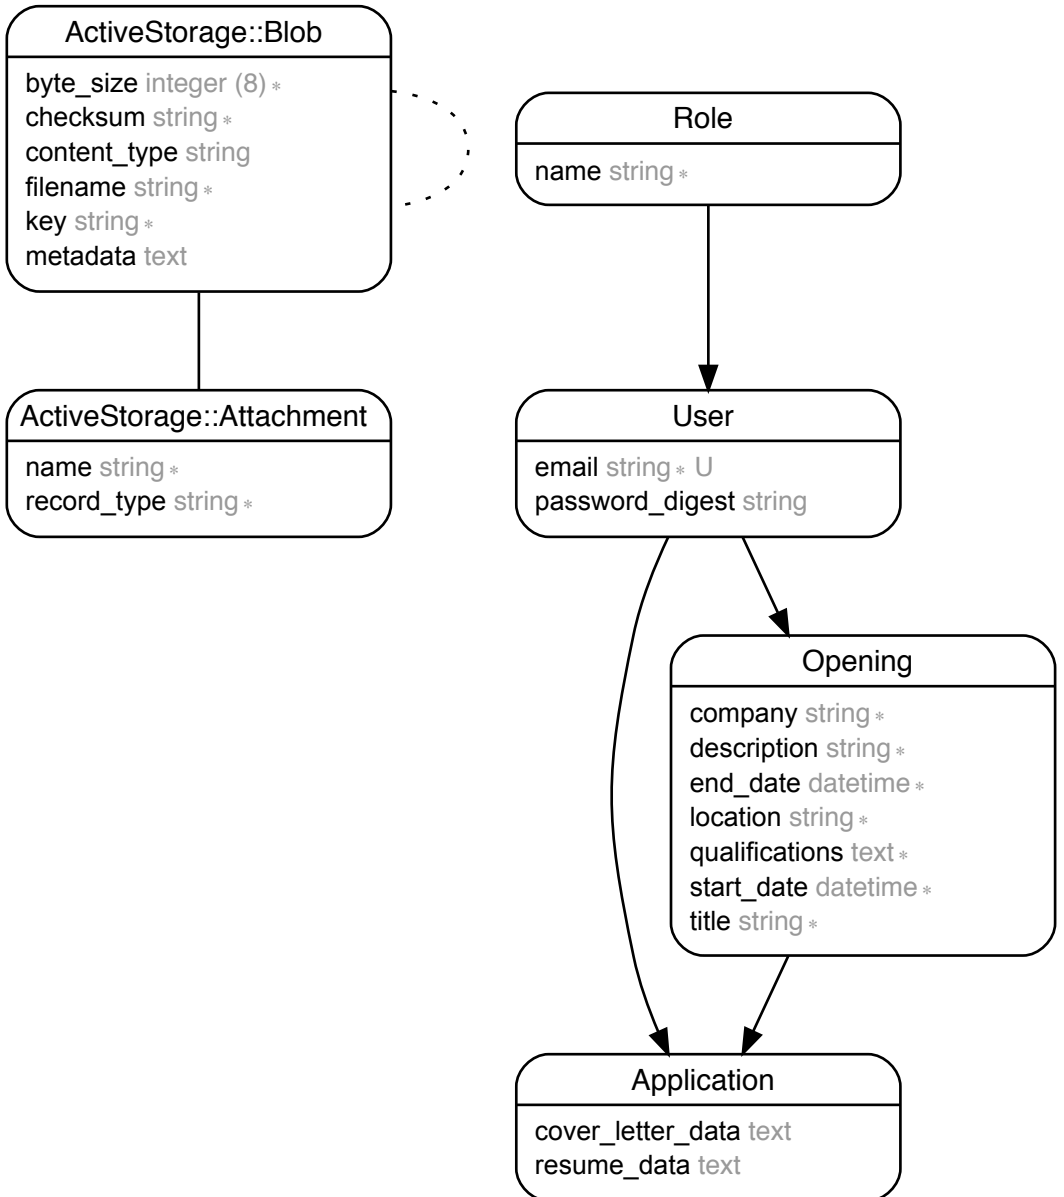 ActiveStorage::Blob
byte_size integer (8) *
checksum string *
content_type string
filename string *
key string *
metadata text
ActiveStorage::Attachment
name string *
record_type string *
Role
name string *
User
email string * U
password_digest string
Opening
company string *
description string *
end_date datetime *
location string *
qualifications text *
start_date datetime *
title string *
Application
cover_letter_data text
resume_data text